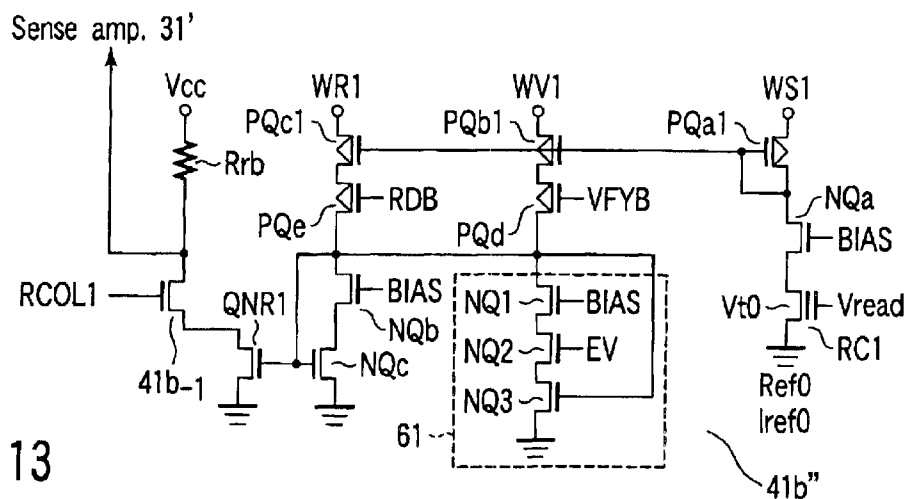 Sense amp. 31'
Vcc
WR1
WV1
WS1
PQc1
PQb1
PQa1
Rrb
NQa
RDB
VFYB
PQe
PQd
BIAS
RCOL1
QNR1
BIAS
NQ1
BIAS
Vt0
Vread
NQb
NQ2
EV
RC1
41b-1
NQc
NQ3
Ref0
Iref0
61
13
41b"